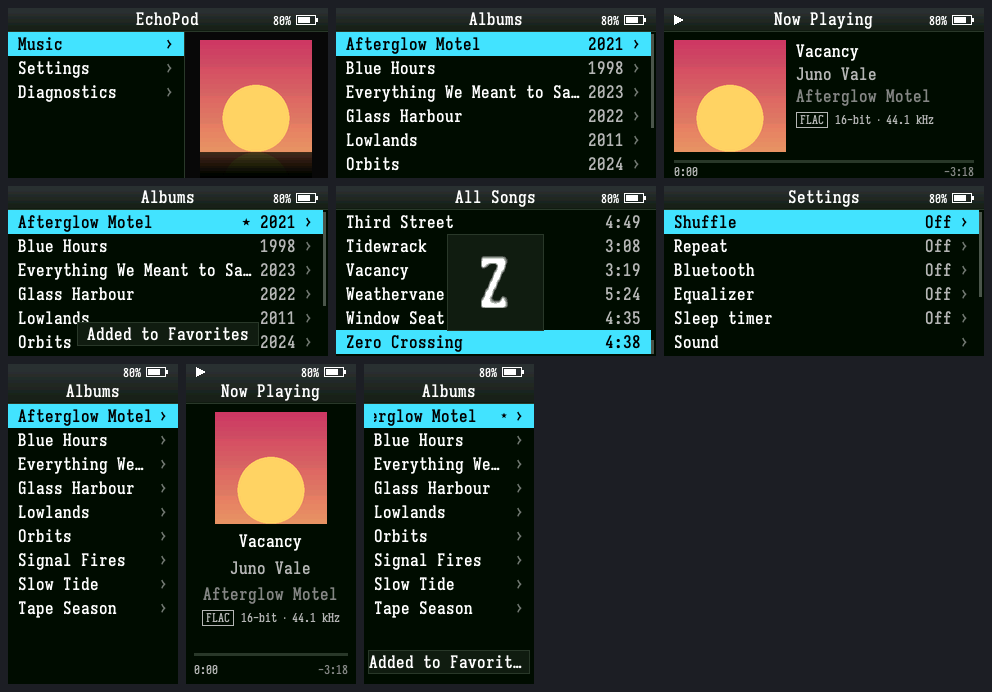 EchoPod 80%
Music
Settings
Diagnostics
Albums 80%
Afterglow Motel 2021
Blue Hours 1998
Everything We Meant to Sa… 2023
Glass Harbour 2022
Lowlands 2011
Orbits 2024
Now Playing 80%
Vacancy
Juno Vale
Afterglow Motel
FLAC 16-bit · 44.1 kHz
0:00 -3:18
Albums 80%
Afterglow Motel ★ 2021
Blue Hours 1998
Everything We Meant to Sa… 2023
Glass Harbour 2022
Lowlands 2011
Added to Favorites
Orbits 2024
All Songs 80%
Third Street 4:49
Tidewrack 3:08
Vacancy 3:19
Weathervane 5:24
Window Seat 4:35
Zero Crossing 4:38
Z
Settings 80%
Shuffle Off
Repeat Off
Bluetooth Off
Equalizer Off
Sleep timer Off
Sound
80%
Albums
Afterglow Motel
Blue Hours
Everything We…
Glass Harbour
Lowlands
Orbits
Signal Fires
Slow Tide
Tape Season
80%
Now Playing
Vacancy
Juno Vale
Afterglow Motel
FLAC 16-bit · 44.1 kHz
0:00 -3:18
80%
Albums
erglow Motel ★
Blue Hours
Everything We…
Glass Harbour
Lowlands
Orbits
Signal Fires
Slow Tide
Tape Season
Added to Favorit…